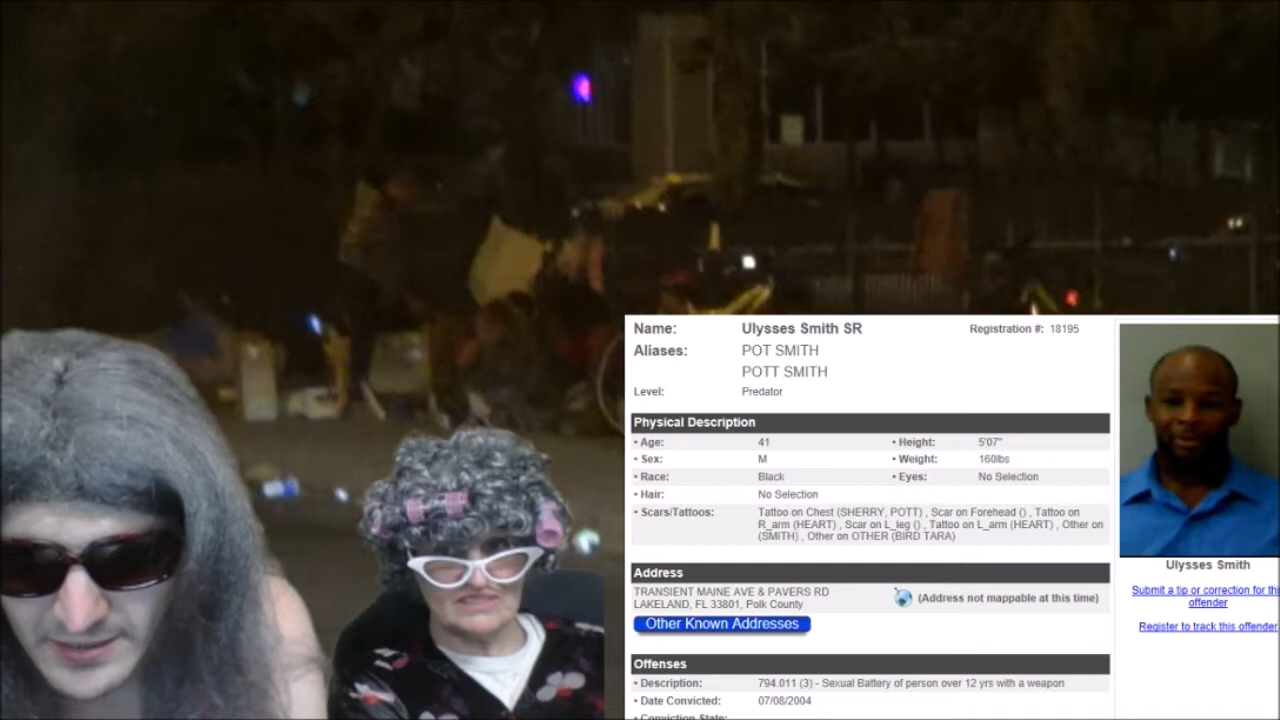 Name: Ulysses Smith SR Registration #: 18195
Aliases: POT SMITH
POTT SMITH
Level: Predator
Physical Description
• Age: 41 • Height: 5'07"
• Sex: M • Weight: 160lbs
• Race: Black • Eyes: No Selection
• Hair: No Selection
• Scars/Tattoos: Tattoo on Chest (SHERRY, POTT) , Scar on Forehead () , Tattoo on
R_arm (HEART) , Scar on L_leg () , Tattoo on L_arm (HEART) , Other on
(SMITH) , Other on OTHER (BIRD TARA)
Address
TRANSIENT MAINE AVE & PAVERS RD
LAKELAND, FL 33801, Polk County
(Address not mappable at this time)
Other Known Addresses
Offenses
• Description: 794.011 (3) - Sexual Battery of person over 12 yrs with a weapon
• Date Convicted: 07/08/2004
• Conviction State:
Ulysses Smith
Submit a tip or correction for this
offender
Register to track this offender